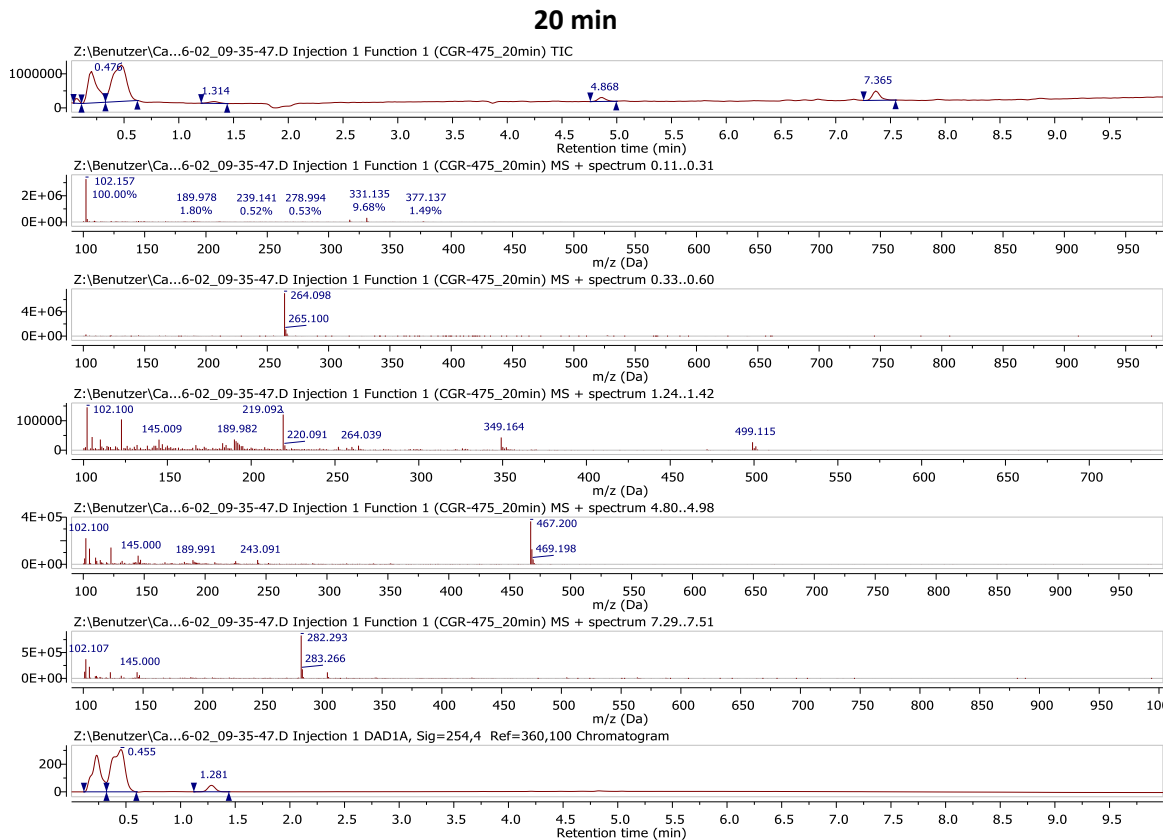 20 min
Z:\Benutzer\Ca...6-02_09-35-47.D Injection 1 Function 1 (CGR-475_20min) TIC
1000000
0
0.476
1.314
4.868
7.365
0.5 1.0 1.5 2.0 2.5 3.0 3.5 4.0 4.5 5.0 5.5 6.0 6.5 7.0 7.5 8.0 8.5 9.0 9.5
Retention time (min)
Z:\Benutzer\Ca...6-02_09-35-47.D Injection 1 Function 1 (CGR-475_20min) MS + spectrum 0.11..0.31
2E+06
0E+00
102.157 189.978 239.141 278.994 331.135 377.137
100.00% 1.80% 0.52% 0.53% 9.68% 1.49%
100 150 200 250 300 350 400 450 500 550 600 650 700 750 800 850 900 950
m/z (Da)
Z:\Benutzer\Ca...6-02_09-35-47.D Injection 1 Function 1 (CGR-475_20min) MS + spectrum 0.33..0.60
4E+06
0E+00
264.098
265.100
100 150 200 250 300 350 400 450 500 550 600 650 700 750 800 850 900 950
m/z (Da)
Z:\Benutzer\Ca...6-02_09-35-47.D Injection 1 Function 1 (CGR-475_20min) MS + spectrum 1.24..1.42
100000
0
102.100 145.009 189.982 219.092 220.091 264.039 349.164 499.115
100 150 200 250 300 350 400 450 500 550 600 650 700
m/z (Da)
Z:\Benutzer\Ca...6-02_09-35-47.D Injection 1 Function 1 (CGR-475_20min) MS + spectrum 4.80..4.98
4E+05
0E+00
102.100 145.000 189.991 243.091 467.200
469.198
100 150 200 250 300 350 400 450 500 550 600 650 700 750 800 850 900 950
m/z (Da)
Z:\Benutzer\Ca...6-02_09-35-47.D Injection 1 Function 1 (CGR-475_20min) MS + spectrum 7.29..7.51
5E+05
0E+00
102.107 145.000 282.293
283.266
100 150 200 250 300 350 400 450 500 550 600 650 700 750 800 850 900 950 100
m/z (Da)
Z:\Benutzer\Ca...6-02_09-35-47.D Injection 1 DAD1A, Sig=254,4 Ref=360,100 Chromatogram
200
0
0.455
1.281
0.5 1.0 1.5 2.0 2.5 3.0 3.5 4.0 4.5 5.0 5.5 6.0 6.5 7.0 7.5 8.0 8.5 9.0 9.5
Retention time (min)